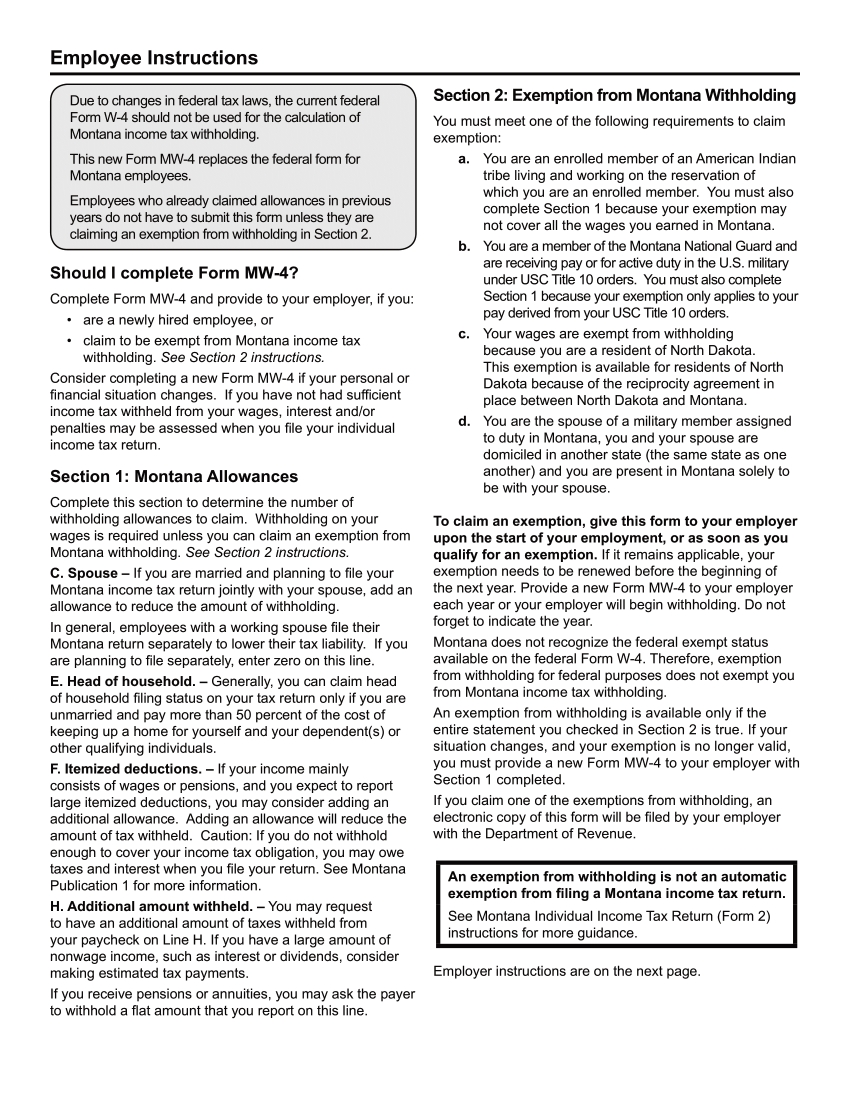 Employee Instructions
Due to changes in federal tax laws, the current federal
Form W-4 should not be used for the calculation of
Montana income tax withholding.
This new Form MW-4 replaces the federal form for
Montana employees.
Employees who already claimed allowances in previous
years do not have to submit this form unless they are
claiming an exemption from withholding in Section 2.
Should I complete Form MW-4?
Complete Form MW-4 and provide to your employer, if you:
• are a newly hired employee, or
• claim to be exempt from Montana income tax
withholding. See Section 2 instructions.
Consider completing a new Form MW-4 if your personal or
financial situation changes. If you have not had sufficient
income tax withheld from your wages, interest and/or
penalties may be assessed when you file your individual
income tax return.
Section 1: Montana Allowances
Complete this section to determine the number of
withholding allowances to claim. Withholding on your
wages is required unless you can claim an exemption from
Montana withholding. See Section 2 instructions.
C. Spouse – If you are married and planning to file your
Montana income tax return jointly with your spouse, add an
allowance to reduce the amount of withholding.
In general, employees with a working spouse file their
Montana return separately to lower their tax liability. If you
are planning to file separately, enter zero on this line.
E. Head of household. – Generally, you can claim head
of household filing status on your tax return only if you are
unmarried and pay more than 50 percent of the cost of
keeping up a home for yourself and your dependent(s) or
other qualifying individuals.
F. Itemized deductions. – If your income mainly
consists of wages or pensions, and you expect to report
large itemized deductions, you may consider adding an
additional allowance. Adding an allowance will reduce the
amount of tax withheld. Caution: If you do not withhold
enough to cover your income tax obligation, you may owe
taxes and interest when you file your return. See Montana
Publication 1 for more information.
H. Additional amount withheld. – You may request
to have an additional amount of taxes withheld from
your paycheck on Line H. If you have a large amount of
nonwage income, such as interest or dividends, consider
making estimated tax payments.
If you receive pensions or annuities, you may ask the payer
to withhold a flat amount that you report on this line.
Section 2: Exemption from Montana Withholding
You must meet one of the following requirements to claim
exemption:
a. You are an enrolled member of an American Indian
tribe living and working on the reservation of
which you are an enrolled member. You must also
complete Section 1 because your exemption may
not cover all the wages you earned in Montana.
b. You are a member of the Montana National Guard and
are receiving pay or for active duty in the U.S. military
under USC Title 10 orders. You must also complete
Section 1 because your exemption only applies to your
pay derived from your USC Title 10 orders.
c. Your wages are exempt from withholding
because you are a resident of North Dakota.
This exemption is available for residents of North
Dakota because of the reciprocity agreement in
place between North Dakota and Montana.
d. You are the spouse of a military member assigned
to duty in Montana, you and your spouse are
domiciled in another state (the same state as one
another) and you are present in Montana solely to
be with your spouse.
To claim an exemption, give this form to your employer
upon the start of your employment, or as soon as you
qualify for an exemption. If it remains applicable, your
exemption needs to be renewed before the beginning of
the next year. Provide a new Form MW-4 to your employer
each year or your employer will begin withholding. Do not
forget to indicate the year.
Montana does not recognize the federal exempt status
available on the federal Form W-4. Therefore, exemption
from withholding for federal purposes does not exempt you
from Montana income tax withholding.
An exemption from withholding is available only if the
entire statement you checked in Section 2 is true. If your
situation changes, and your exemption is no longer valid,
you must provide a new Form MW-4 to your employer with
Section 1 completed.
If you claim one of the exemptions from withholding, an
electronic copy of this form will be filed by your employer
with the Department of Revenue.
An exemption from withholding is not an automatic
exemption from filing a Montana income tax return.
See Montana Individual Income Tax Return (Form 2)
instructions for more guidance.
Employer instructions are on the next page.